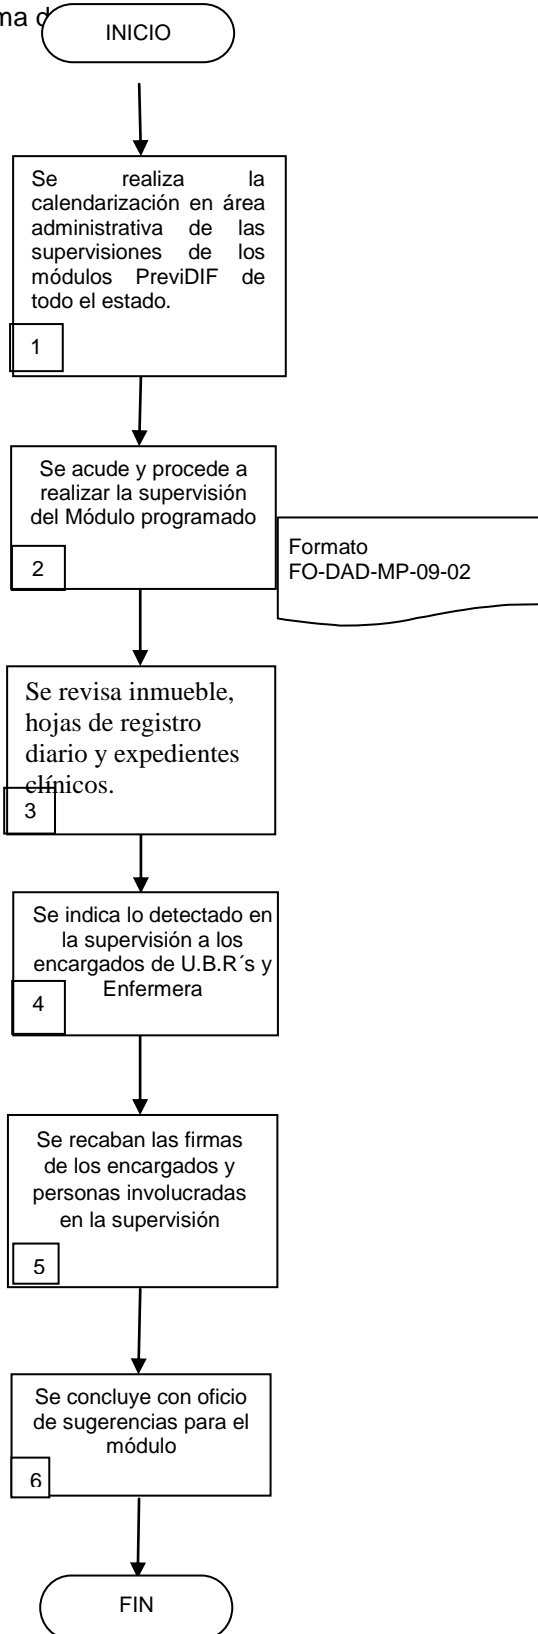 ma d
INICIO
Se realiza la
calendarización en área
administrativa de las
supervisiones de los
módulos PreviDIF de
todo el estado.
1
Se acude y procede a
realizar la supervisión
del Módulo programado
2
Formato
FO-DAD-MP-09-02
Se revisa inmueble,
hojas de registro
diario y expedientes
clínicos.
3
Se indica lo detectado en
la supervisión a los
encargados de U.B.R´s y
Enfermera
4
Se recaban las firmas
de los encargados y
personas involucradas
en la supervisión
5
Se concluye con oficio
de sugerencias para el
módulo
6
FIN